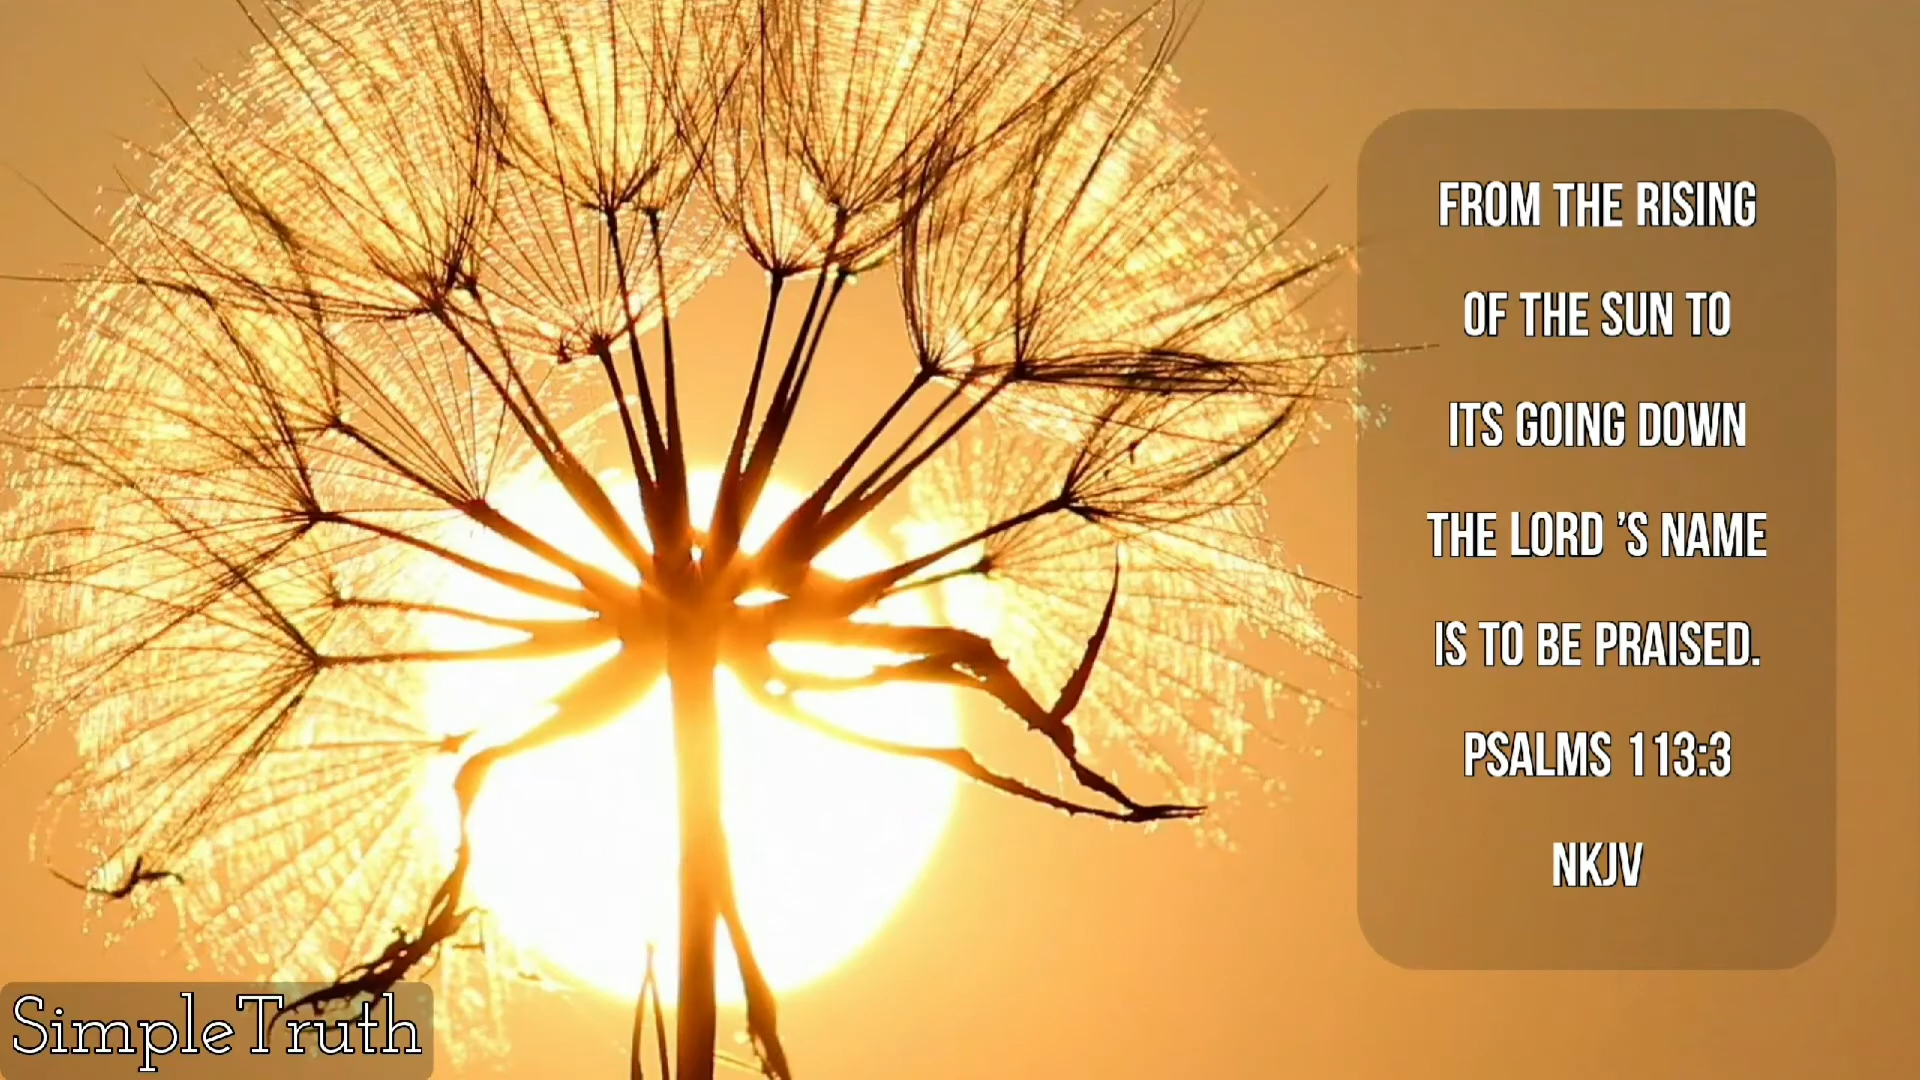 FROM THE RISING
OF THE SUN TO
ITS GOING DOWN
THE LORD 'S NAME
IS TO BE PRAISED.
PSALMS 113:3
NKJV
SimpleTruth